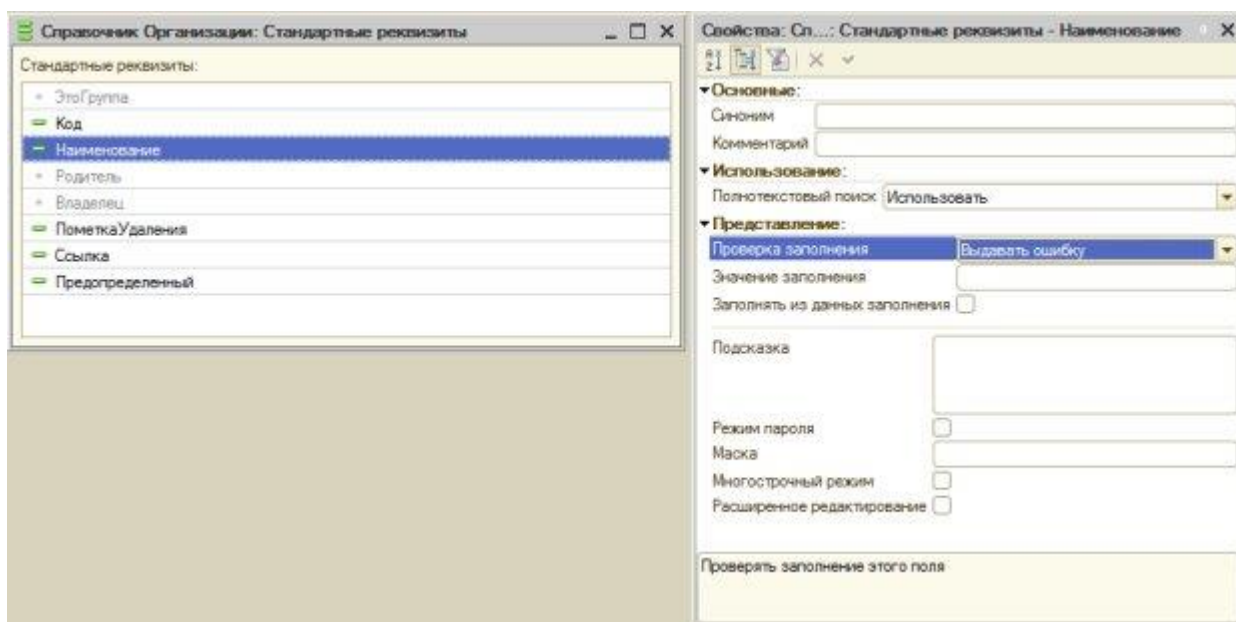 Справочник Организации: Стандартные реквизиты
Стандартные реквизиты:
ЭтоГруппа
Код
Наименование
Родитель
Владелец
ПометкаУдаления
Ссылка
Предопределенный
Свойства: Сп...: Стандартные реквизиты - Наименование
Основные:
Синоним
Комментарий
Использование:
Полнотекстовый поиск Использовать
Представление:
Проверка заполнения Выдавать ошибку
Значение заполнения
Заполнять из данных заполнения
Подсказка
Режим пароля
Маска
Многострочный режим
Расширенное редактирование
Проверять заполнение этого поля